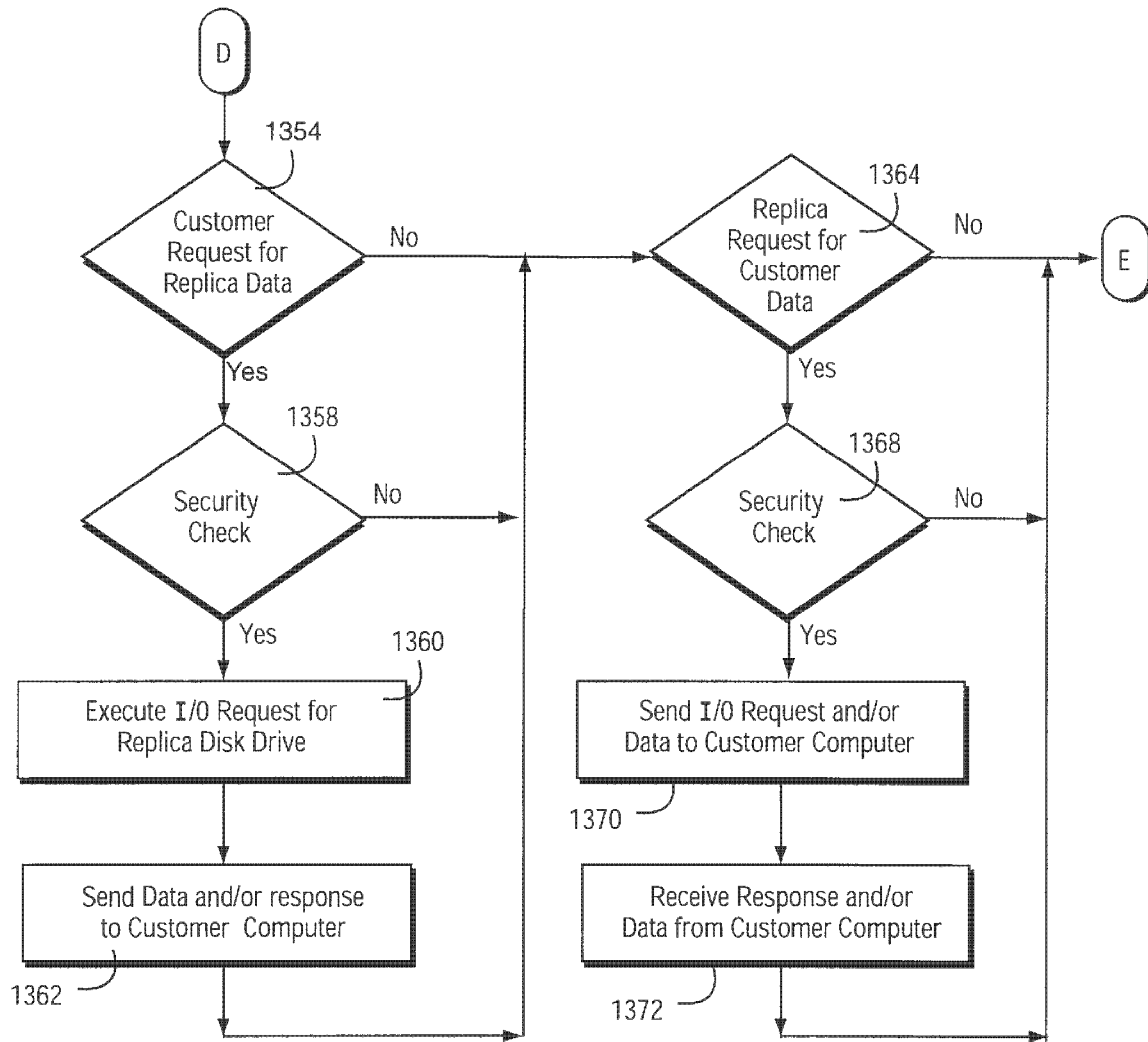 D
1354
Customer
Request for
Replica Data
No
Yes
1358
Security
Check
No
Yes
1360
Execute I/O Request for
Replica Disk Drive
Send Data and/or response
to Customer Computer
1362
1364
Replica
Request for
Customer
Data
No
E
Yes
1368
Security
Check
No
Yes
Send I/O Request and/or
Data to Customer Computer
1370
Receive Response and/or
Data from Customer Computer
1372